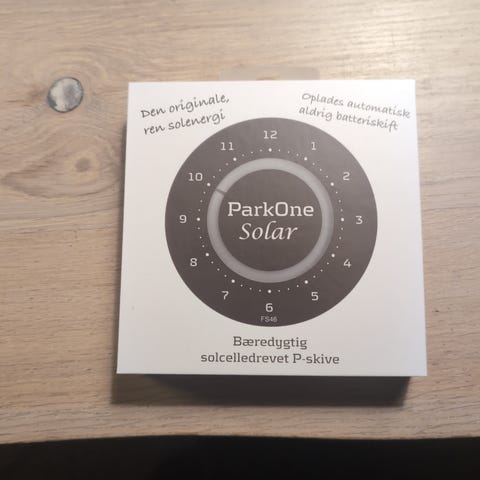 Den originale,
ren solenergi
Oplades automatisk
aldrig batteriskift
12
1
2
3
4
5
6
7
8
9
10
11
ParkOne
Solar
FS46
Bæredygtig
solcelledrevet P-skive